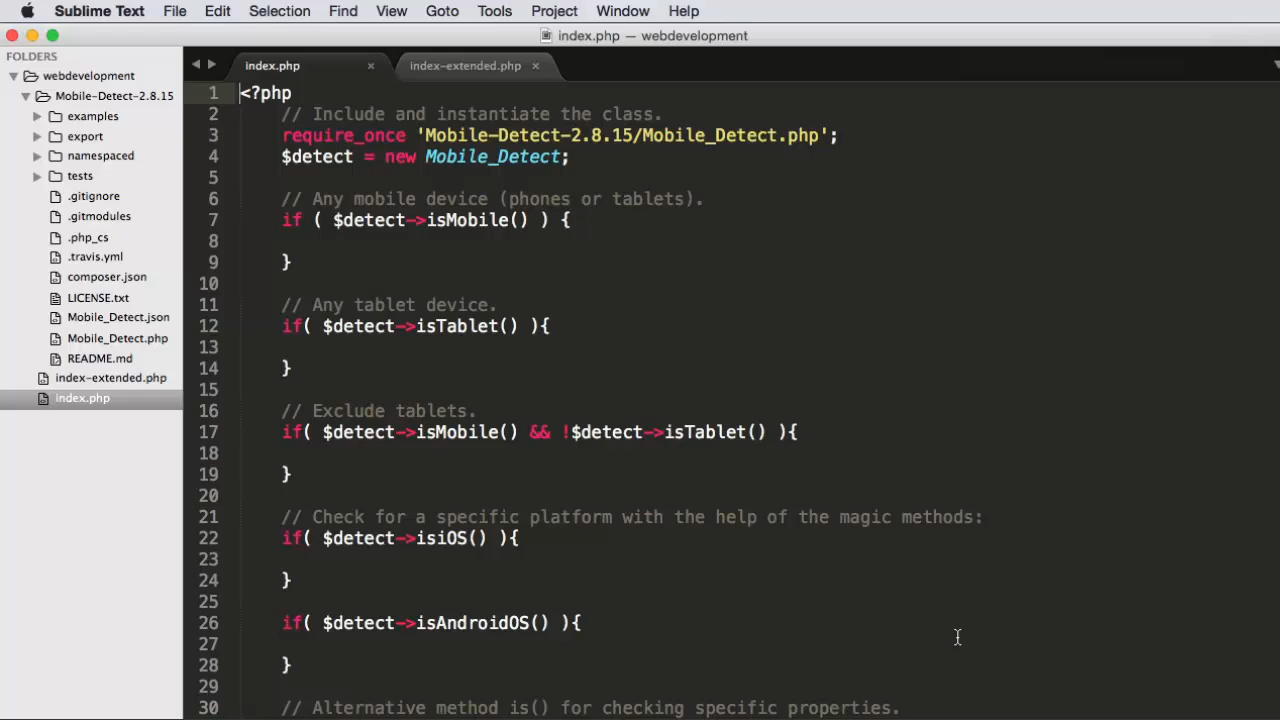 Sublime Text File Edit Selection Find View Goto Tools Project Window Help
index.php — webdevelopment
FOLDERS
webdevelopment
Mobile-Detect-2.8.15
examples
export
namespaced
tests
.gitignore
.gitmodules
.php_cs
.travis.yml
composer.json
LICENSE.txt
Mobile_Detect.json
Mobile_Detect.php
README.md
index-extended.php
index.php
index.php × index-extended.php ×
1 <?php
2 // Include and instantiate the class.
3 require_once 'Mobile-Detect-2.8.15/Mobile_Detect.php';
4 $detect = new Mobile_Detect;
5
6 // Any mobile device (phones or tablets).
7 if ( $detect->isMobile() ) {
8
9 }
10
11 // Any tablet device.
12 if( $detect->isTablet() ){
13
14 }
15
16 // Exclude tablets.
17 if( $detect->isMobile() && !$detect->isTablet() ){
18
19 }
20
21 // Check for a specific platform with the help of the magic methods:
22 if( $detect->isiOS() ){
23
24 }
25
26 if( $detect->isAndroidOS() ){
27
28 }
29
30 // Alternative method is() for checking specific properties.